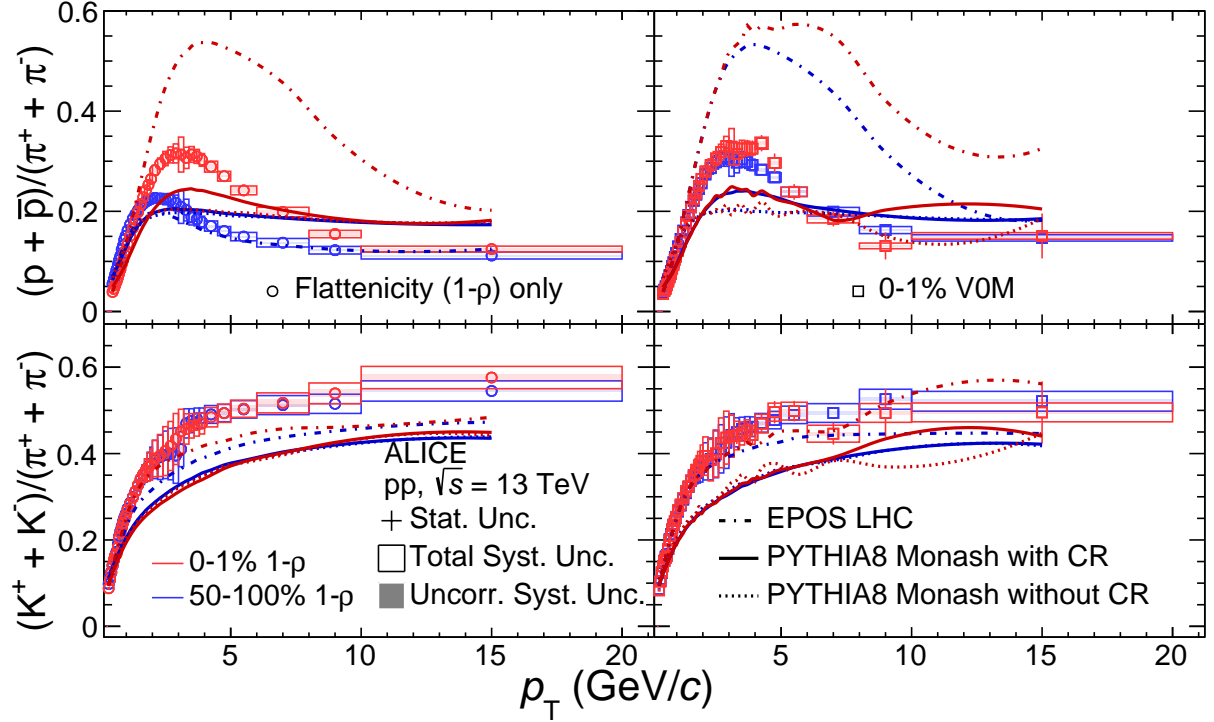 (p + p̅)/(π⁺ + π⁻)
0.6
0.4
0.2
0
Flattenicity (1-ρ) only
0-1% V0M
(K⁺ + K⁻)/(π⁺ + π⁻)
0.6
0.4
0.2
0
ALICE
pp, √s = 13 TeV
Stat. Unc.
Total Syst. Unc.
Uncorr. Syst. Unc.
0-1% 1-ρ
50-100% 1-ρ
EPOS LHC
PYTHIA8 Monash with CR
PYTHIA8 Monash without CR
5 10 15 20 5 10 15 20
p_T (GeV/c)